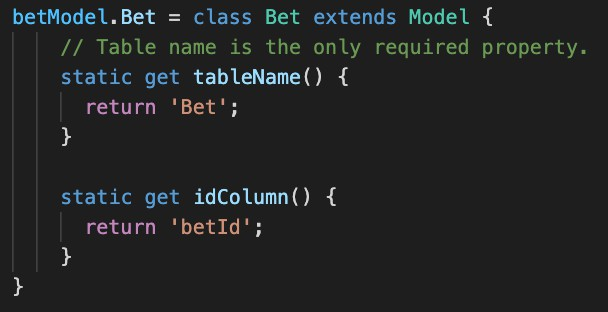 betModel.Bet = class Bet extends Model {
    // Table name is the only required property.
    static get tableName() {
      return 'Bet';
    }

    static get idColumn() {
      return 'betId';
    }
}